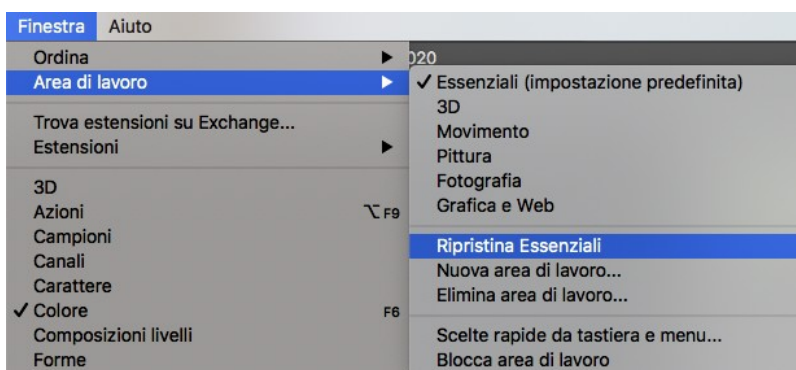 Finestra Aiuto
Ordina
020
Area di lavoro
✓ Essenziali (impostazione predefinita)
3D
Movimento
Trova estensioni su Exchange...
Estensioni
Pittura
Fotografia
Grafica e Web
3D
Azioni ⌥ F9
Campioni
Canali
Carattere
✓ Colore F6
Composizioni livelli
Forme
Ripristina Essenziali
Nuova area di lavoro...
Elimina area di lavoro...
Scelte rapide da tastiera e menu...
Blocca area di lavoro